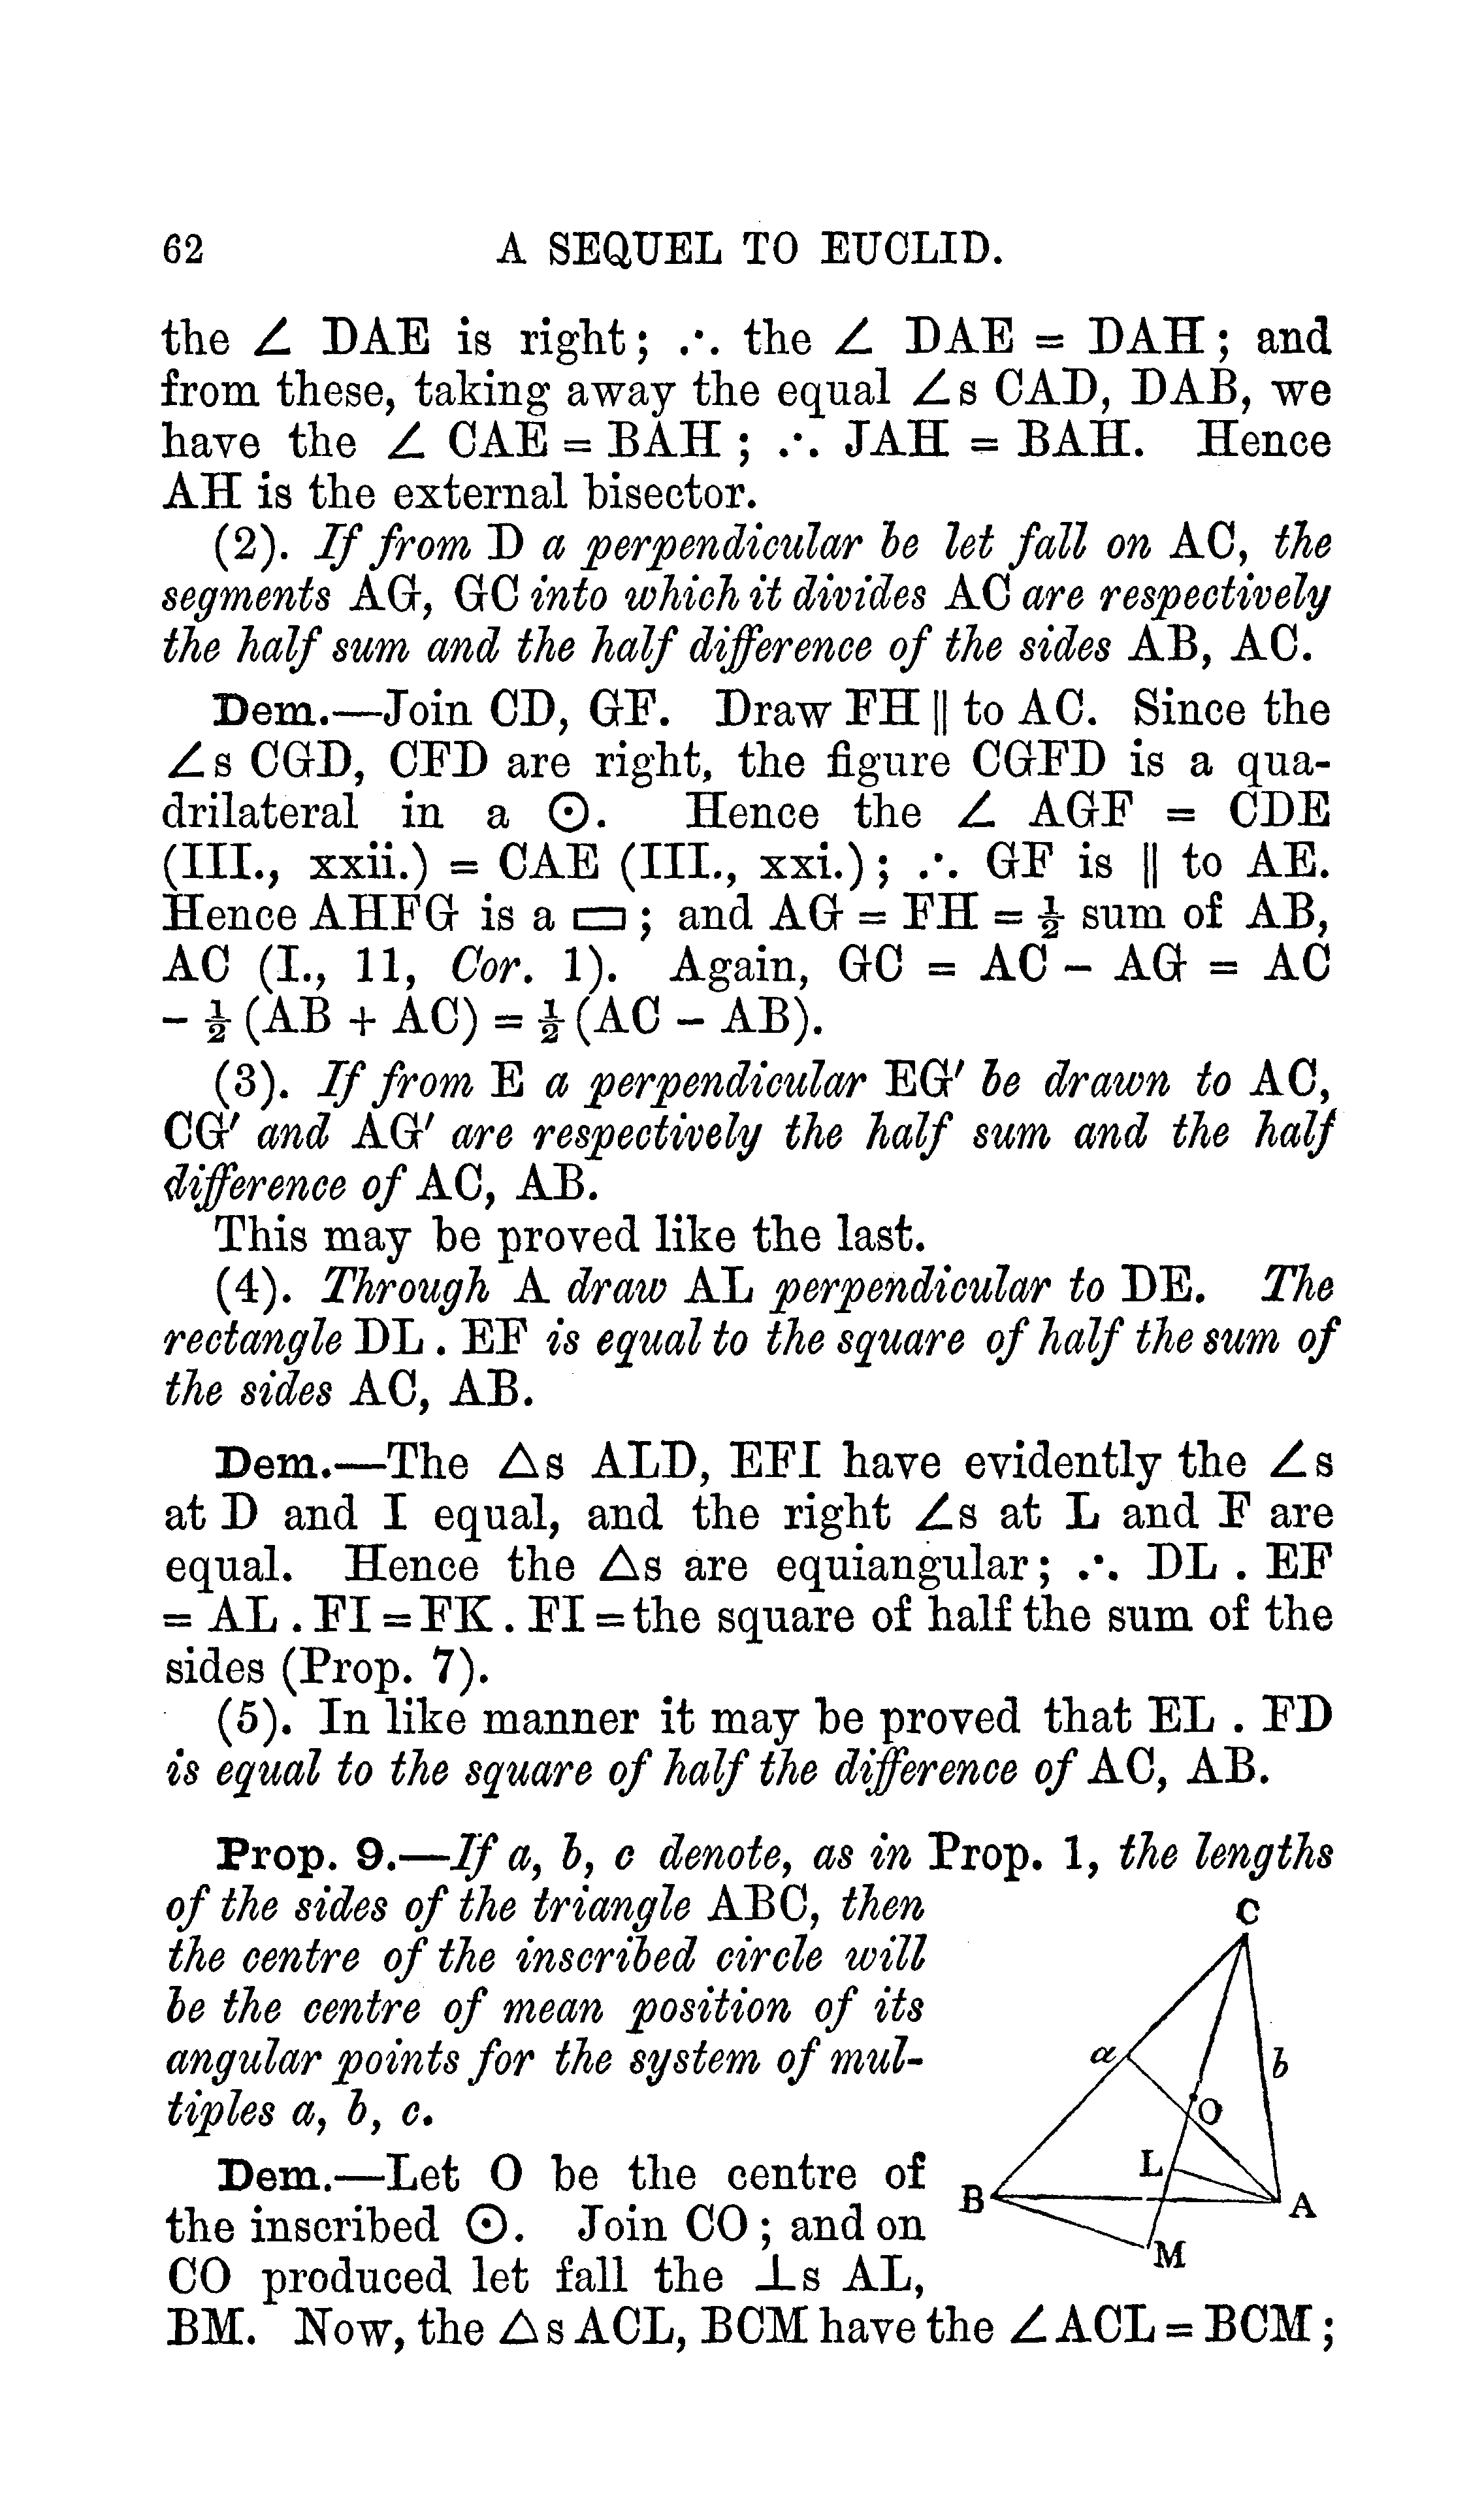 62 A SEQUEL TO EUCLID.
the ∠ DAE is right; ∴ the ∠ DAE = DAH; and
from these, taking away the equal ∠s CAD, DAB, we
have the ∠ CAE = BAH; ∴ JAH = BAH. Hence
AH is the external bisector.
(2). If from D a perpendicular be let fall on AC, the
segments AG, GC into which it divides AC are respectively
the half sum and the half difference of the sides AB, AC.
Dem.—Join CD, GF. Draw FH ∥ to AC. Since the
∠s CGD, CFD are right, the figure CGFD is a qua-
drilateral in a ⊙. Hence the ∠ AGF = CDE
(III., xxii.) = CAE (III., xxi.); ∴ GF is ∥ to AE.
Hence AHFG is a ▭; and AG = FH = ½ sum of AB,
AC (I., 11, Cor. 1). Again, GC = AC – AG = AC
– ½ (AB + AC) = ½ (AC – AB).
(3). If from E a perpendicular EG′ be drawn to AC,
CG′ and AG′ are respectively the half sum and the half
difference of AC, AB.
This may be proved like the last.
(4). Through A draw AL perpendicular to DE. The
rectangle DL . EF is equal to the square of half the sum of
the sides AC, AB.
Dem.—The △s ALD, EFI have evidently the ∠s
at D and I equal, and the right ∠s at L and F are
equal. Hence the △s are equiangular; ∴ DL . EF
= AL . FI = FK . FI = the square of half the sum of the
sides (Prop. 7).
(5). In like manner it may be proved that EL . FD
is equal to the square of half the difference of AC, AB.
Prop. 9.—If a, b, c denote, as in Prop. 1, the lengths
of the sides of the triangle ABC, then
the centre of the inscribed circle will
be the centre of mean position of its
angular points for the system of mul-
tiples a, b, c.
Dem.—Let O be the centre of
the inscribed ⊙. Join CO; and on
CO produced let fall the ⊥s AL,
BM. Now, the △s ACL, BCM have the ∠ ACL = BCM;
C
a
b
O
L
B
A
M